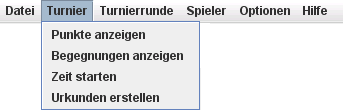 Datei Turnier Turnierrunde Spieler Optionen Hilfe
Punkte anzeigen
Begegnungen anzeigen
Zeit starten
Urkunden erstellen